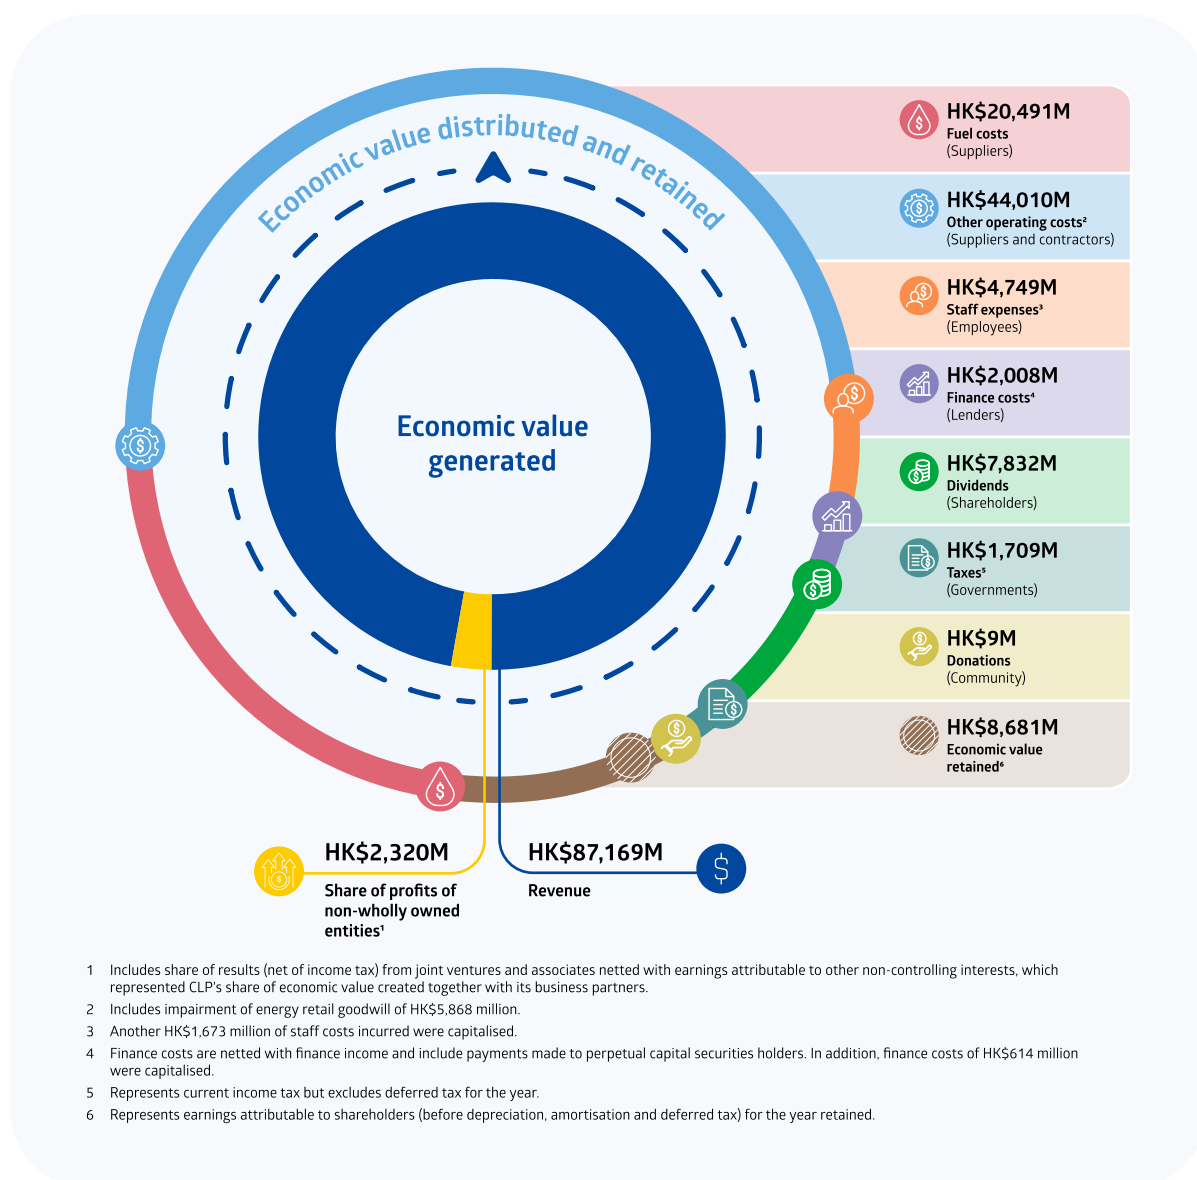 Economic value distributed and retained
Economic value
generated
HK$20,491M
Fuel costs
(Suppliers)
HK$44,010M
Other operating costs²
(Suppliers and contractors)
HK$4,749M
Staff expenses³
(Employees)
HK$2,008M
Finance costs⁴
(Lenders)
HK$7,832M
Dividends
(Shareholders)
HK$1,709M
Taxes⁵
(Governments)
HK$9M
Donations
(Community)
HK$8,681M
Economic value
retained⁶
HK$2,320M
Share of profits of
non-wholly owned
entities¹
HK$87,169M
Revenue
1 Includes share of results (net of income tax) from joint ventures and associates netted with earnings attributable to other non-controlling interests, which
represented CLP's share of economic value created together with its business partners.
2 Includes impairment of energy retail goodwill of HK$5,868 million.
3 Another HK$1,673 million of staff costs incurred were capitalised.
4 Finance costs are netted with finance income and include payments made to perpetual capital securities holders. In addition, finance costs of HK$614 million
were capitalised.
5 Represents current income tax but excludes deferred tax for the year.
6 Represents earnings attributable to shareholders (before depreciation, amortisation and deferred tax) for the year retained.